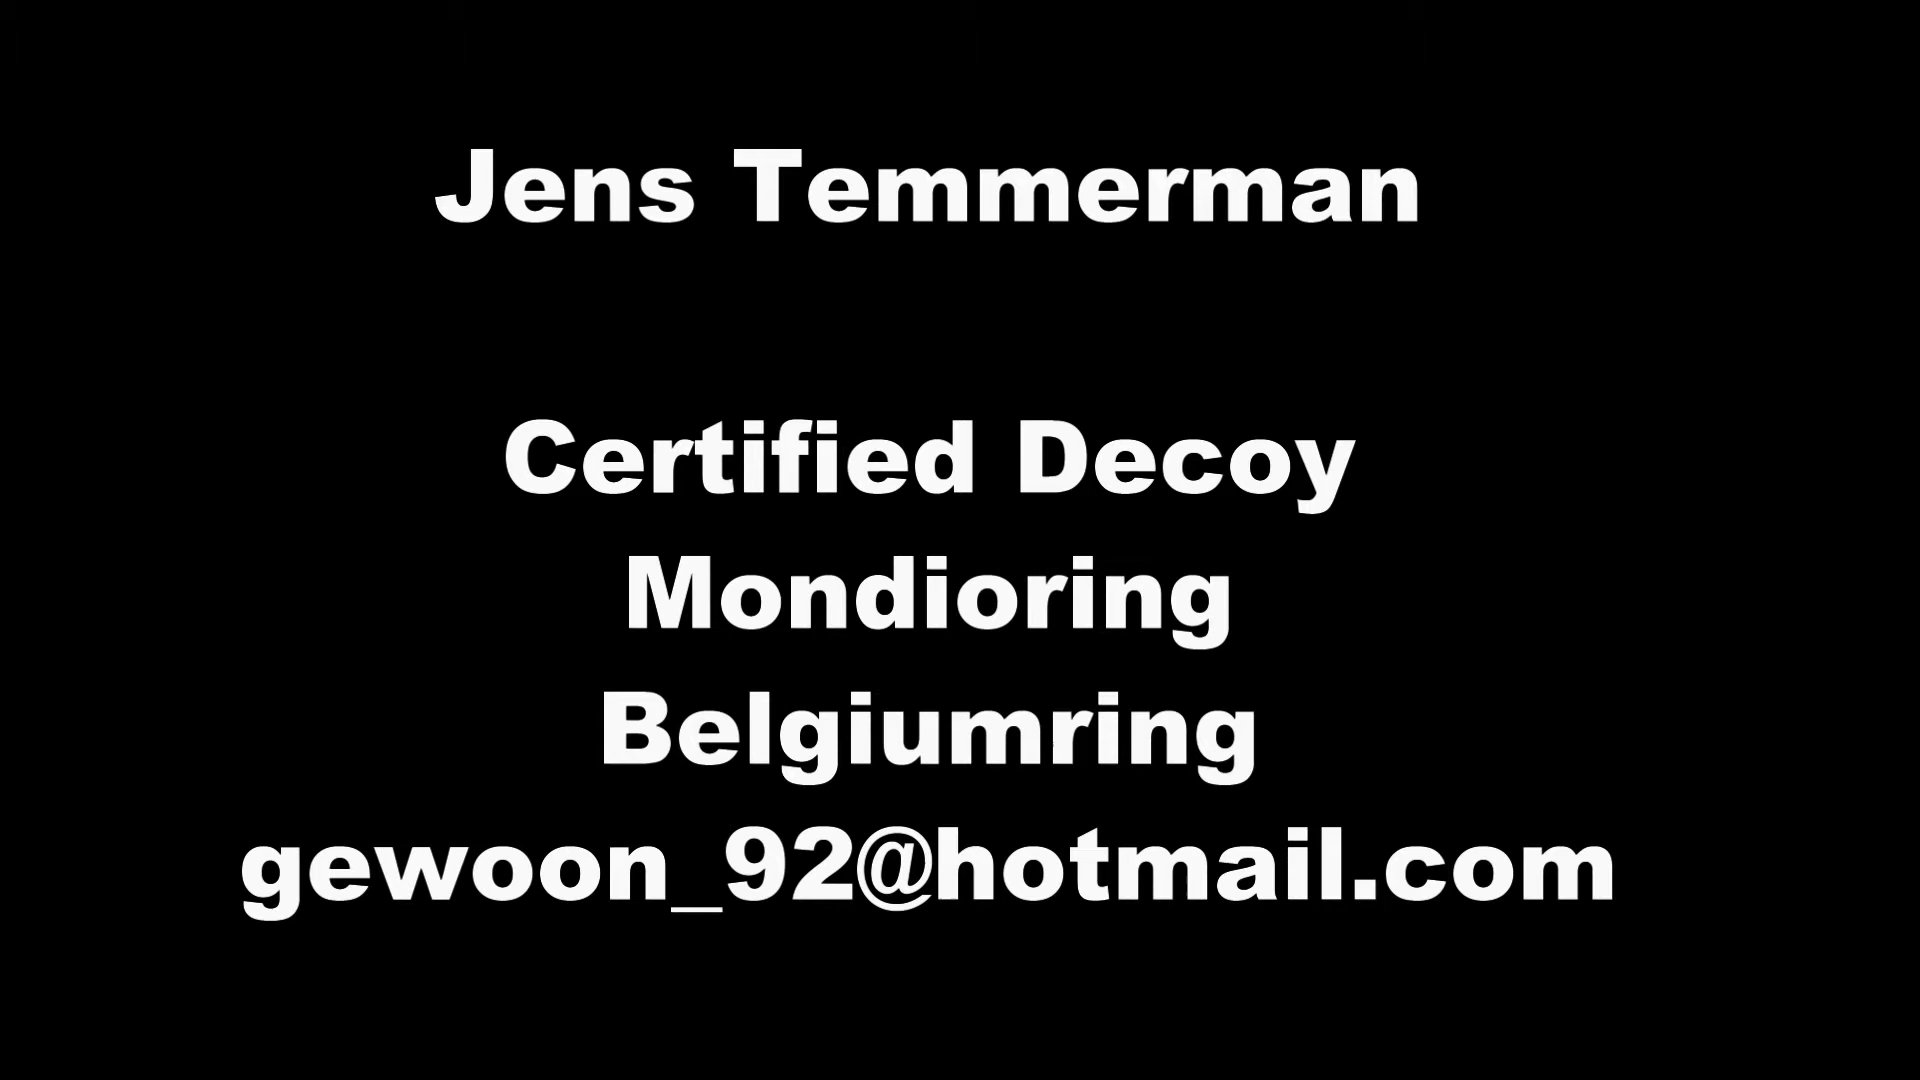 Jens Temmerman
Certified Decoy
Mondioring
Belgiumring
gewoon_92@hotmail.com